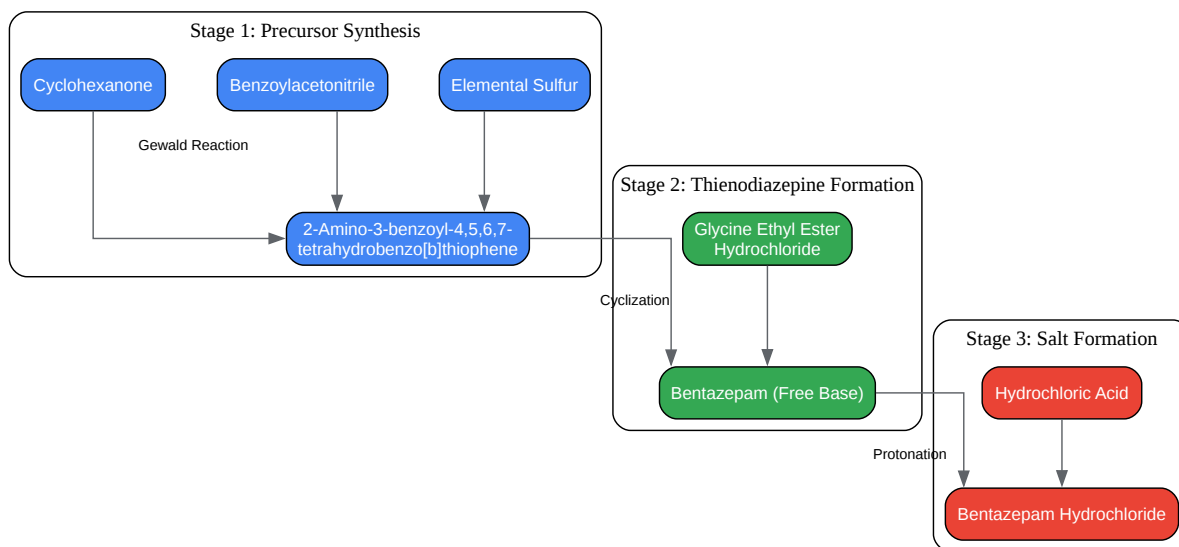 Stage 1: Precursor Synthesis
Cyclohexanone
Benzoylacetonitrile
Elemental Sulfur
Gewald Reaction
2-Amino-3-benzoyl-4,5,6,7-
tetrahydrobenzo[b]thiophene
Stage 2: Thienodiazepine Formation
Glycine Ethyl Ester
Hydrochloride
Cyclization
Bentazepam (Free Base)
Stage 3: Salt Formation
Hydrochloric Acid
Protonation
Bentazepam Hydrochloride